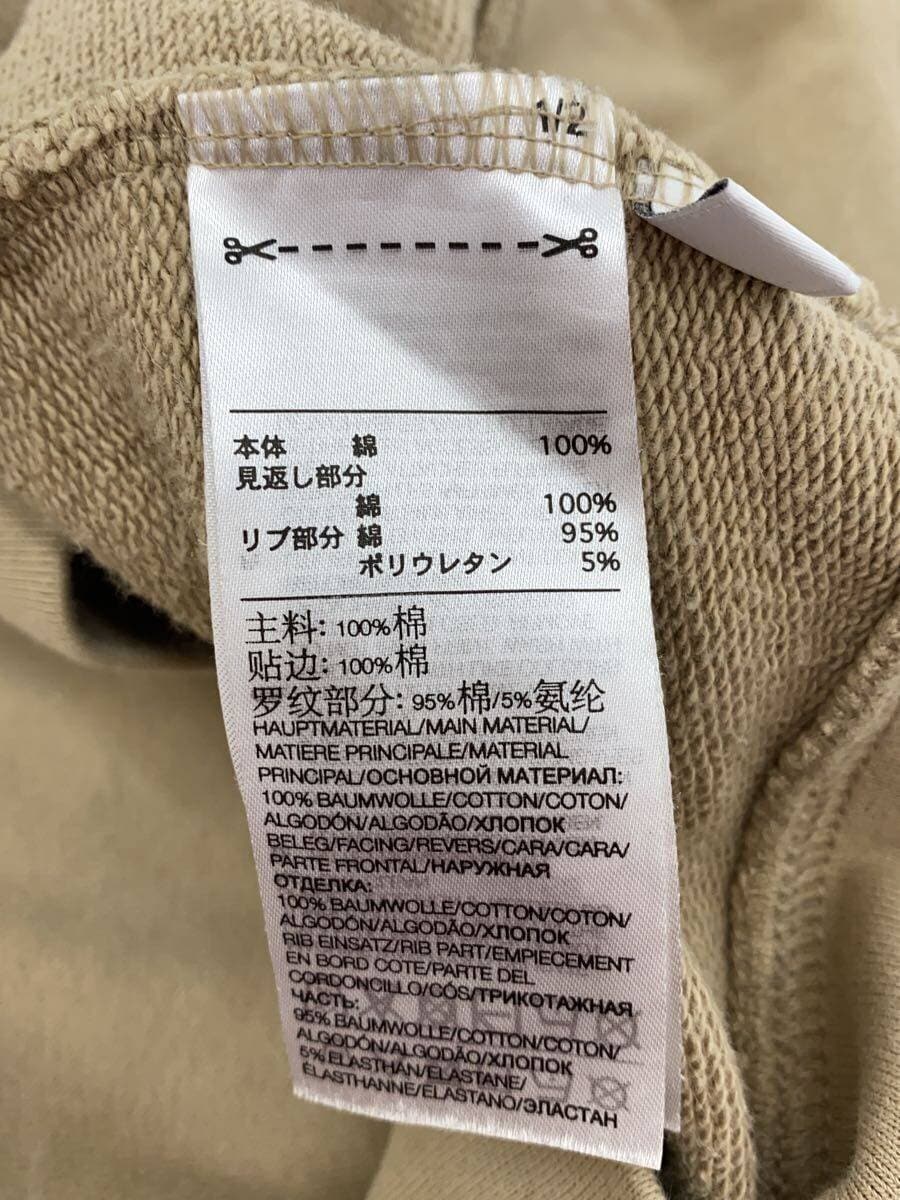 1/2
本体 綿 100%
見返し部分
綿 100%
リブ部分 綿 95%
ポリウレタン 5%
主料: 100%棉
贴边: 100%棉
罗纹部分: 95%棉/5%氨纶
HAUPTMATERIAL/MAIN MATERIAL/
MATIERE PRINCIPALE/MATERIAL
PRINCIPAL/ОСНОВНОЙ МАТЕРИАЛ:
100% BAUMWOLLE/COTTON/COTON/
ALGODÓN/ALGODÃO/ХЛОПОК
BELEG/FACING/REVERS/CARA/CARA/
PARTE FRONTAL/НАРУЖНАЯ
ОТДЕЛКА:
100% BAUMWOLLE/COTTON/COTON/
ALGODÓN/ALGODÃO/ХЛОПОК
RIB EINSATZ/RIB PART/EMPIECEMENT
EN BORD COTE/PARTE DEL
CORDONCILLO/CÓS/ТРИКОТАЖНАЯ
ЧАСТЬ:
95% BAUMWOLLE/COTTON/COTON/
ALGODÓN/ALGODÃO/ХЛОПОК
5% ELASTHAN/ELASTANE/
ÉLASTHANNE/ELASTANO/ЭЛАСТАН